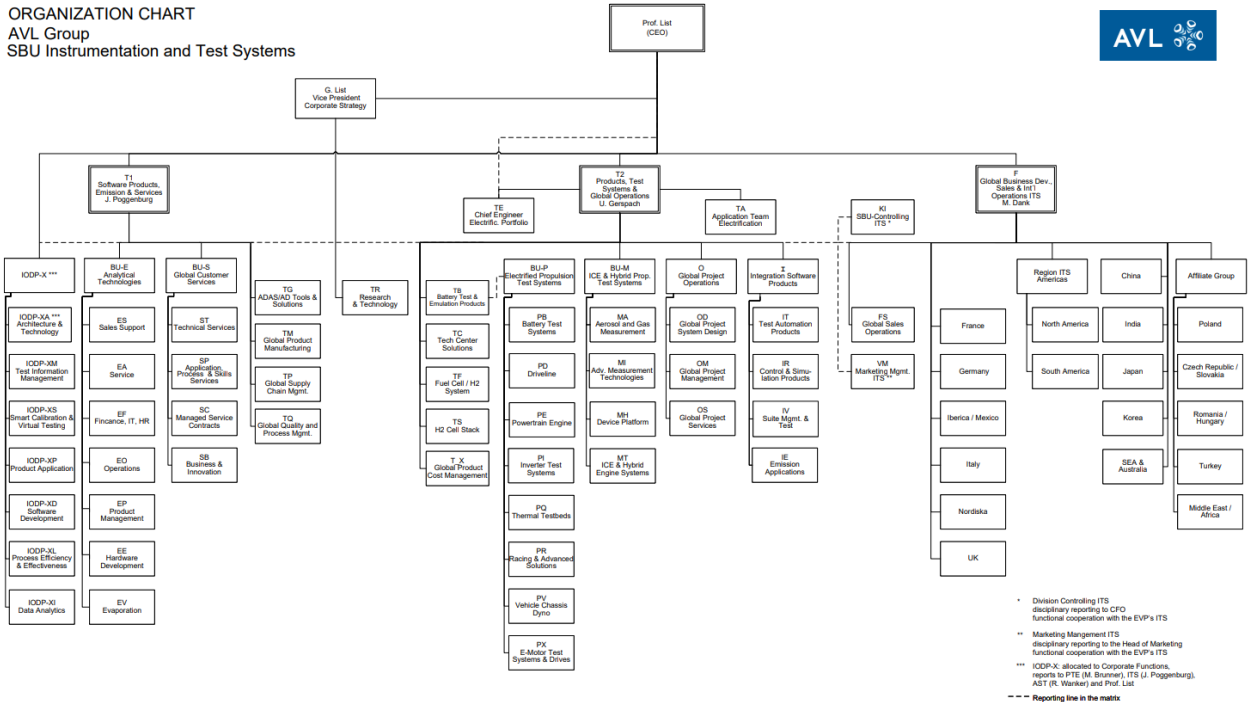 ORGANIZATION CHART
AVL Group
SBU Instrumentation and Test Systems
Prof. List
(CEO)
AVL
G. List
Vice President
Corporate Strategy
T1
Software Products,
Emission & Services
J. Poggenburg
T2
Products, Test
Systems &
Global Operations
U. Gerspach
F
Global Business Dev.,
Sales & Int'l
Operations ITS
M. Dank
TE
Chief Engineer
Electrific. Portfolio
TA
Application Team
Electrification
KI
SBU-Controlling
ITS *
IODP-X ***
IODP-XA ***
Architecture &
Technology
IODP-XM
Test Information
Management
IODP-XS
Smart Calibration &
Virtual Testing
IODP-XP
Product Application
IODP-XD
Software
Development
IODP-XL
Process Efficiency
& Effectiveness
IODP-XI
Data Analytics
BU-E
Analytical
Technologies
ES
Sales Support
EA
Service
EF
Fincance, IT, HR
EO
Operations
EP
Product
Management
EE
Hardware
Development
EV
Evaporation
BU-S
Global Customer
Services
ST
Technical Services
SP
Application,
Process & Skills
Services
SC
Managed Service
Contracts
SB
Business &
Innovation
TG
ADAS/AD Tools &
Solutions
TM
Global Product
Manufacturing
TP
Global Supply
Chain Mgmt.
TQ
Global Quality and
Process Mgmt.
TR
Research
& Technology
TB
Battery Test &
Emulation Products
TC
Tech Center
Solutions
TF
Fuel Cell / H2
System
TS
H2 Cell Stack
T_X
Global Product
Cost Management
BU-P
Electrified Propulsion
Test Systems
PB
Battery Test
Systems
PD
Driveline
PE
Powertrain Engine
PI
Inverter Test
Systems
PQ
Thermal Testbeds
PR
Racing & Advanced
Solutions
PV
Vehicle Chassis
Dyno
PX
E-Motor Test
Systems & Drives
BU-M
ICE & Hybrid Prop.
Test Systems
MA
Aerosol and Gas
Measurement
MI
Adv. Measurement
Technologies
MH
Device Platform
MT
ICE & Hybrid
Engine Systems
O
Global Project
Operations
OD
Global Project
System Design
OM
Global Project
Management
OS
Global Project
Services
I
Integration Software
Products
IT
Test Automation
Products
IR
Control & Simu-
lation Products
IV
Suite Mgmt. &
Test
IE
Emission
Applications
FS
Global Sales
Operations
VM
Marketing Mgmt.
ITS **
France
Germany
Iberica / Mexico
Italy
Nordiska
UK
Region ITS
Americas
North America
South America
China
India
Japan
Korea
SEA &
Australia
Affiliate Group
Poland
Czech Republic /
Slovakia
Romania /
Hungary
Turkey
Middle East /
Africa
* Division Controlling ITS
disciplinary reporting to CFO
functional cooperation with the EVP's ITS
** Marketing Mangement ITS
disciplinary reporting to the Head of Marketing
functional cooperation with the EVP's ITS
*** IODP-X: allocated to Corporate Functions,
reports to PTE (M. Brunner), ITS (J. Poggenburg),
AST (R. Wanker) and Prof. List
Reporting line in the matrix